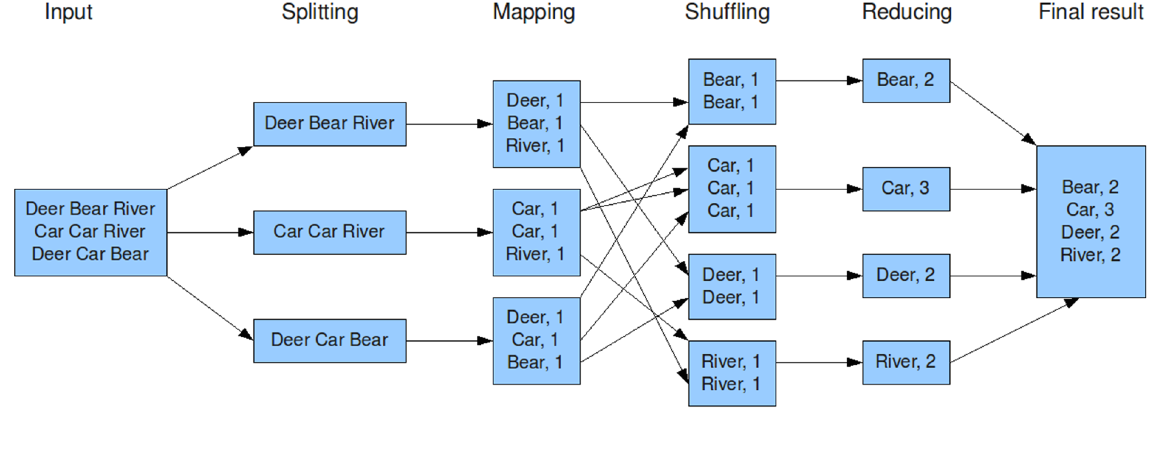 Input
Splitting
Mapping
Shuffling
Reducing
Final result
Deer Bear River
Car Car River
Deer Car Bear
Deer Bear River
Car Car River
Deer Car Bear
Deer, 1
Bear, 1
River, 1
Car, 1
Car, 1
River, 1
Deer, 1
Car, 1
Bear, 1
Bear, 1
Bear, 1
Car, 1
Car, 1
Car, 1
Deer, 1
Deer, 1
River, 1
River, 1
Bear, 2
Car, 3
Deer, 2
River, 2
Bear, 2
Car, 3
Deer, 2
River, 2